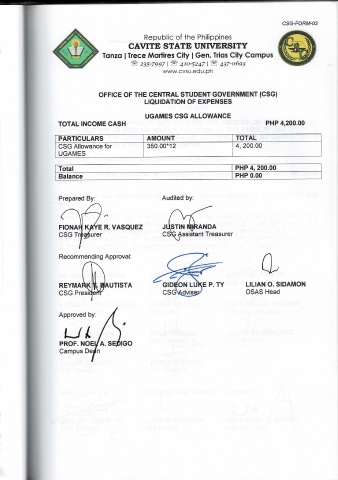 CSG-FORM-03
Republic of the Philippines
CAVITE STATE UNIVERSITY
Tanza | Trece Martires City | Gen. Trias City Campus
☏ 235-7997 | ☏ 410-5247 | ☏ 437-0693
www.cvsu.edu.ph
OFFICE OF THE CENTRAL STUDENT GOVERNMENT (CSG)
LIQUIDATION OF EXPENSES
UGAMES CSG ALLOWANCE
TOTAL INCOME CASH PHP 4,200.00
PARTICULARS AMOUNT TOTAL
CSG Allowance for UGAMES 350.00*12 4, 200.00
Total PHP 4, 200.00
Balance PHP 0.00
Prepared By: Audited by:
FIONAH KAYE R. VASQUEZ JUSTIN MIRANDA
CSG Treasurer CSG Assistant Treasurer
Recommending Approval:
REYMARK T. BAUTISTA GIDEON LUKE P. TY LILIAN O. SIDAMON
CSG President CSG Adviser OSAS Head
Approved by:
PROF. NOEL A. SEDIGO
Campus Dean